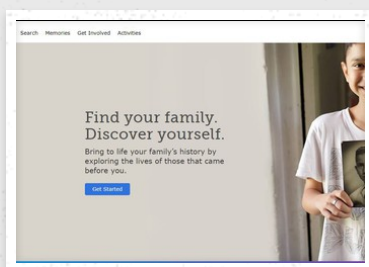 Search Memories Get Involved Activities
Find your family.
Discover yourself.
Bring to life your family's history by
exploring the lives of those that came
before you.
Get Started